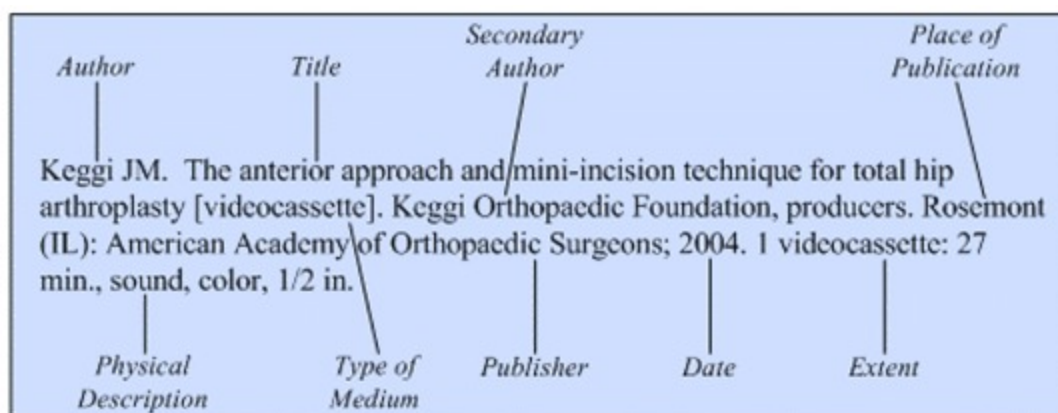 Secondary Author
Place of Publication
Author
Title
Keggi JM. The anterior approach and mini-incision technique for total hip
arthroplasty [videocassette]. Keggi Orthopaedic Foundation, producers. Rosemont
(IL): American Academy of Orthopaedic Surgeons; 2004. 1 videocassette: 27
min., sound, color, 1/2 in.
Physical
Description
Type of
Medium
Publisher
Date
Extent